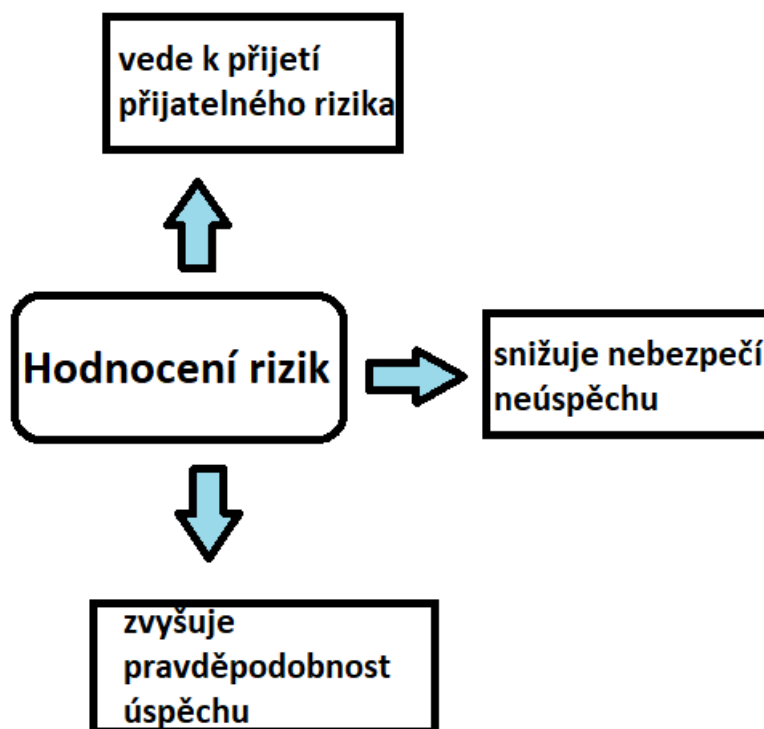 vede k přijetí
přijatelného rizika
Hodnocení rizik
snižuje nebezpečí
neúspěchu
zvyšuje
pravděpodobnost
úspěchu